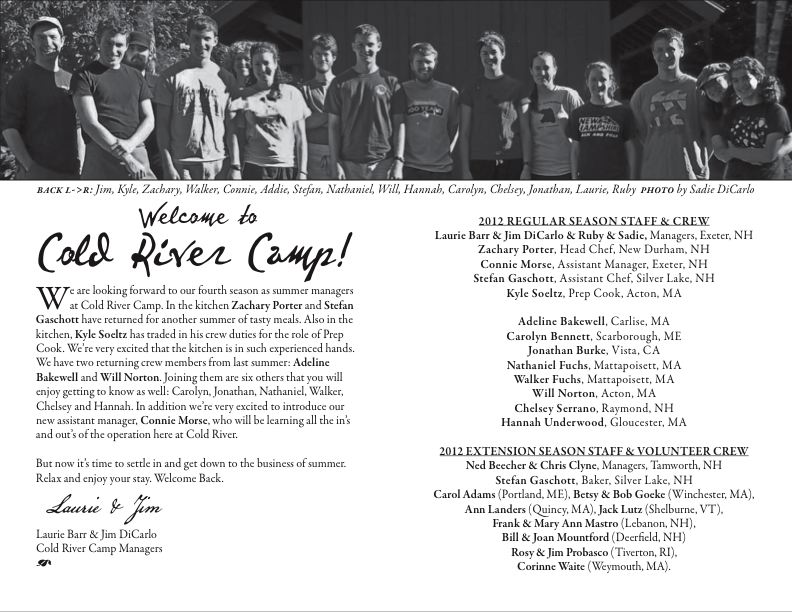 BACK L->R: Jim, Kyle, Zachary, Walker, Connie, Addie, Stefan, Nathaniel, Will, Hannah, Carolyn, Chelsey, Jonathan, Laurie, Ruby PHOTO by Sadie DiCarlo
Welcome to
Cold River Camp!
We are looking forward to our fourth season as summer managers
at Cold River Camp. In the kitchen Zachary Porter and Stefan
Gaschott have returned for another summer of tasty meals. Also in the
kitchen, Kyle Soeltz has traded in his crew duties for the role of Prep
Cook. We're very excited that the kitchen is in such experienced hands.
We have two returning crew members from last summer: Adeline
Bakewell and Will Norton. Joining them are six others that you will
enjoy getting to know as well: Carolyn, Jonathan, Nathaniel, Walker,
Chelsey and Hannah. In addition we're very excited to introduce our
new assistant manager, Connie Morse, who will be learning all the in's
and out's of the operation here at Cold River.
But now it's time to settle in and get down to the business of summer.
Relax and enjoy your stay. Welcome Back.
Laurie & Jim
Laurie Barr & Jim DiCarlo
Cold River Camp Managers
2012 REGULAR SEASON STAFF & CREW
Laurie Barr & Jim DiCarlo & Ruby & Sadie, Managers, Exeter, NH
Zachary Porter, Head Chef, New Durham, NH
Connie Morse, Assistant Manager, Exeter, NH
Stefan Gaschott, Assistant Chef, Silver Lake, NH
Kyle Soeltz, Prep Cook, Acton, MA
Adeline Bakewell, Carlise, MA
Carolyn Bennett, Scarborough, ME
Jonathan Burke, Vista, CA
Nathaniel Fuchs, Mattapoisett, MA
Walker Fuchs, Mattapoisett, MA
Will Norton, Acton, MA
Chelsey Serrano, Raymond, NH
Hannah Underwood, Gloucester, MA
2012 EXTENSION SEASON STAFF & VOLUNTEER CREW
Ned Beecher & Chris Clyne, Managers, Tamworth, NH
Stefan Gaschott, Baker, Silver Lake, NH
Carol Adams (Portland, ME), Betsy & Bob Goeke (Winchester, MA),
Ann Landers (Quincy, MA), Jack Lutz (Shelburne, VT),
Frank & Mary Ann Mastro (Lebanon, NH),
Bill & Joan Mountford (Deerfield, NH)
Rosy & Jim Probasco (Tiverton, RI),
Corinne Waite (Weymouth, MA).